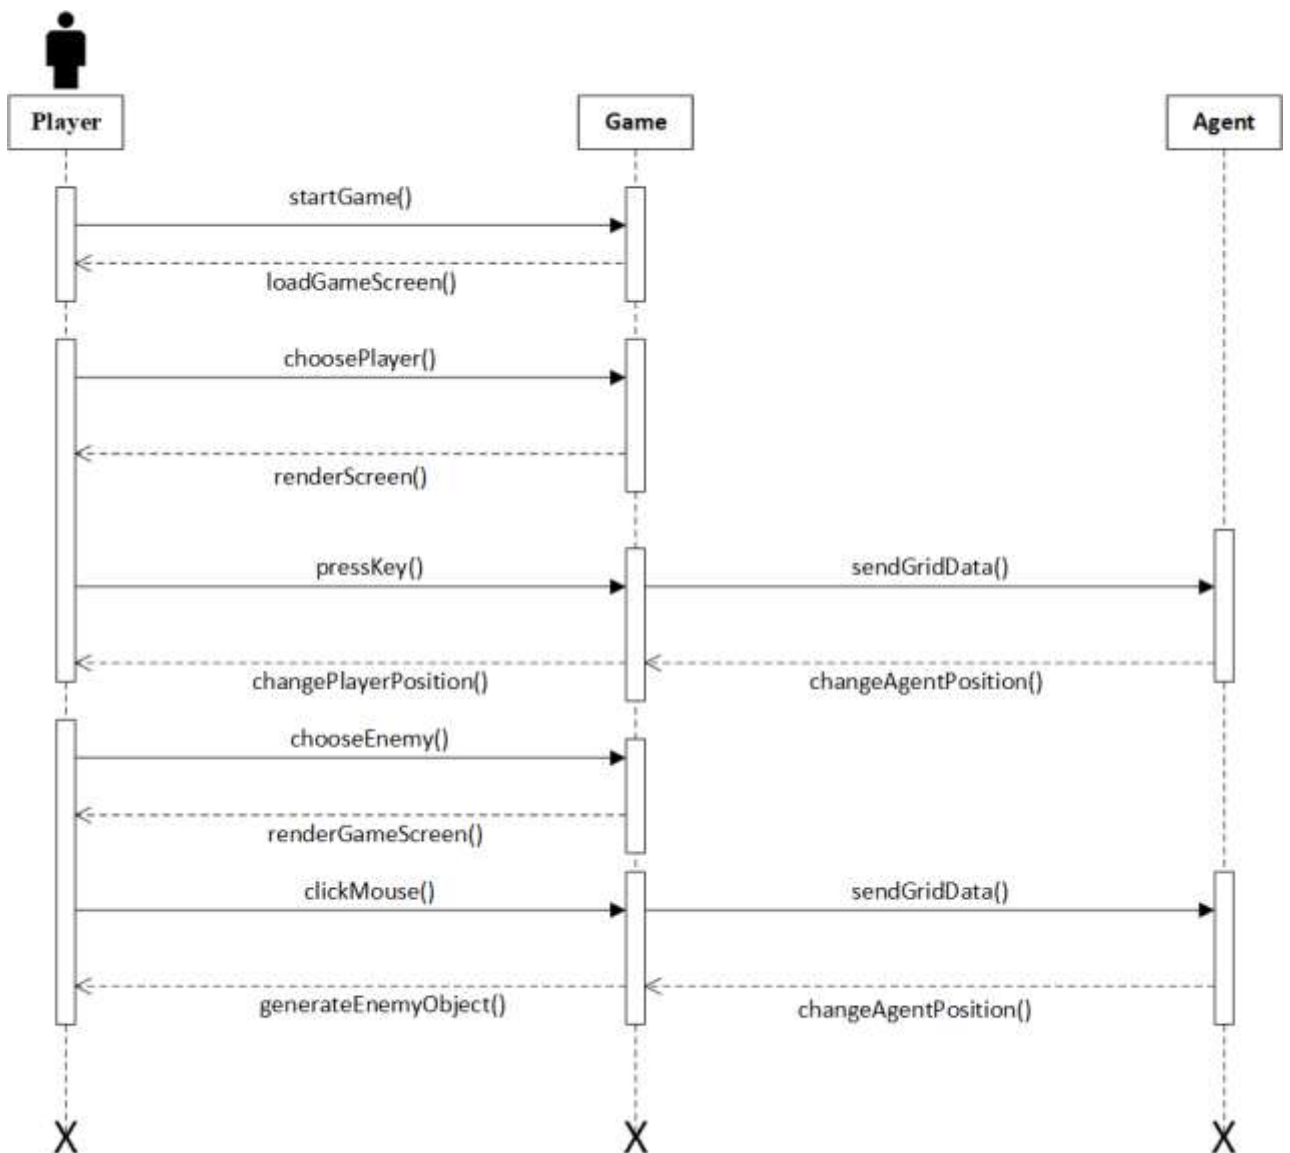 Player
Game
Agent
startGame()
loadGameScreen()
choosePlayer()
renderScreen()
pressKey()
sendGridData()
changePlayerPosition()
changeAgentPosition()
chooseEnemy()
renderGameScreen()
clickMouse()
sendGridData()
generateEnemyObject()
changeAgentPosition()